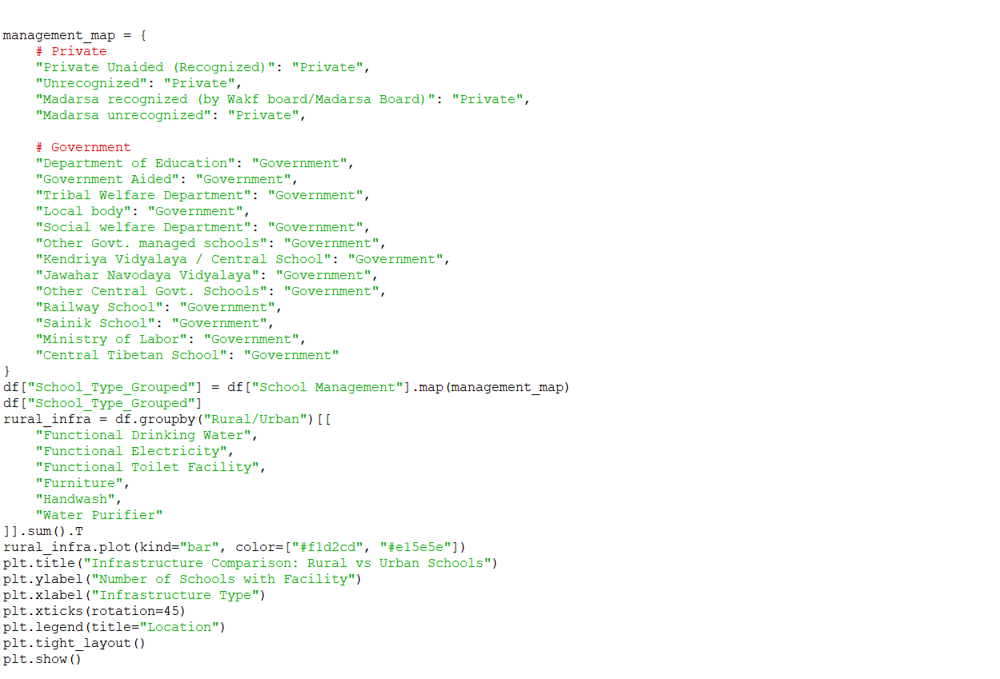 management_map = {
    # Private
    "Private Unaided (Recognized)": "Private",
    "Unrecognized": "Private",
    "Madarsa recognized (by Wakf board/Madarsa Board)": "Private",
    "Madarsa unrecognized": "Private",

    # Government
    "Department of Education": "Government",
    "Government Aided": "Government",
    "Tribal Welfare Department": "Government",
    "Local body": "Government",
    "Social welfare Department": "Government",
    "Other Govt. managed schools": "Government",
    "Kendriya Vidyalaya / Central School": "Government",
    "Jawahar Navodaya Vidyalaya": "Government",
    "Other Central Govt. Schools": "Government",
    "Railway School": "Government",
    "Sainik School": "Government",
    "Ministry of Labor": "Government",
    "Central Tibetan School": "Government"
}
df["School_Type_Grouped"] = df["School Management"].map(management_map)
df["School_Type_Grouped"]
rural_infra = df.groupby("Rural/Urban")[[
    "Functional Drinking Water",
    "Functional Electricity",
    "Functional Toilet Facility",
    "Furniture",
    "Handwash",
    "Water Purifier"
]].sum().T
rural_infra.plot(kind="bar", color=["#f1d2cd", "#e15e5e"])
plt.title("Infrastructure Comparison: Rural vs Urban Schools")
plt.ylabel("Number of Schools with Facility")
plt.xlabel("Infrastructure Type")
plt.xticks(rotation=45)
plt.legend(title="Location")
plt.tight_layout()
plt.show()